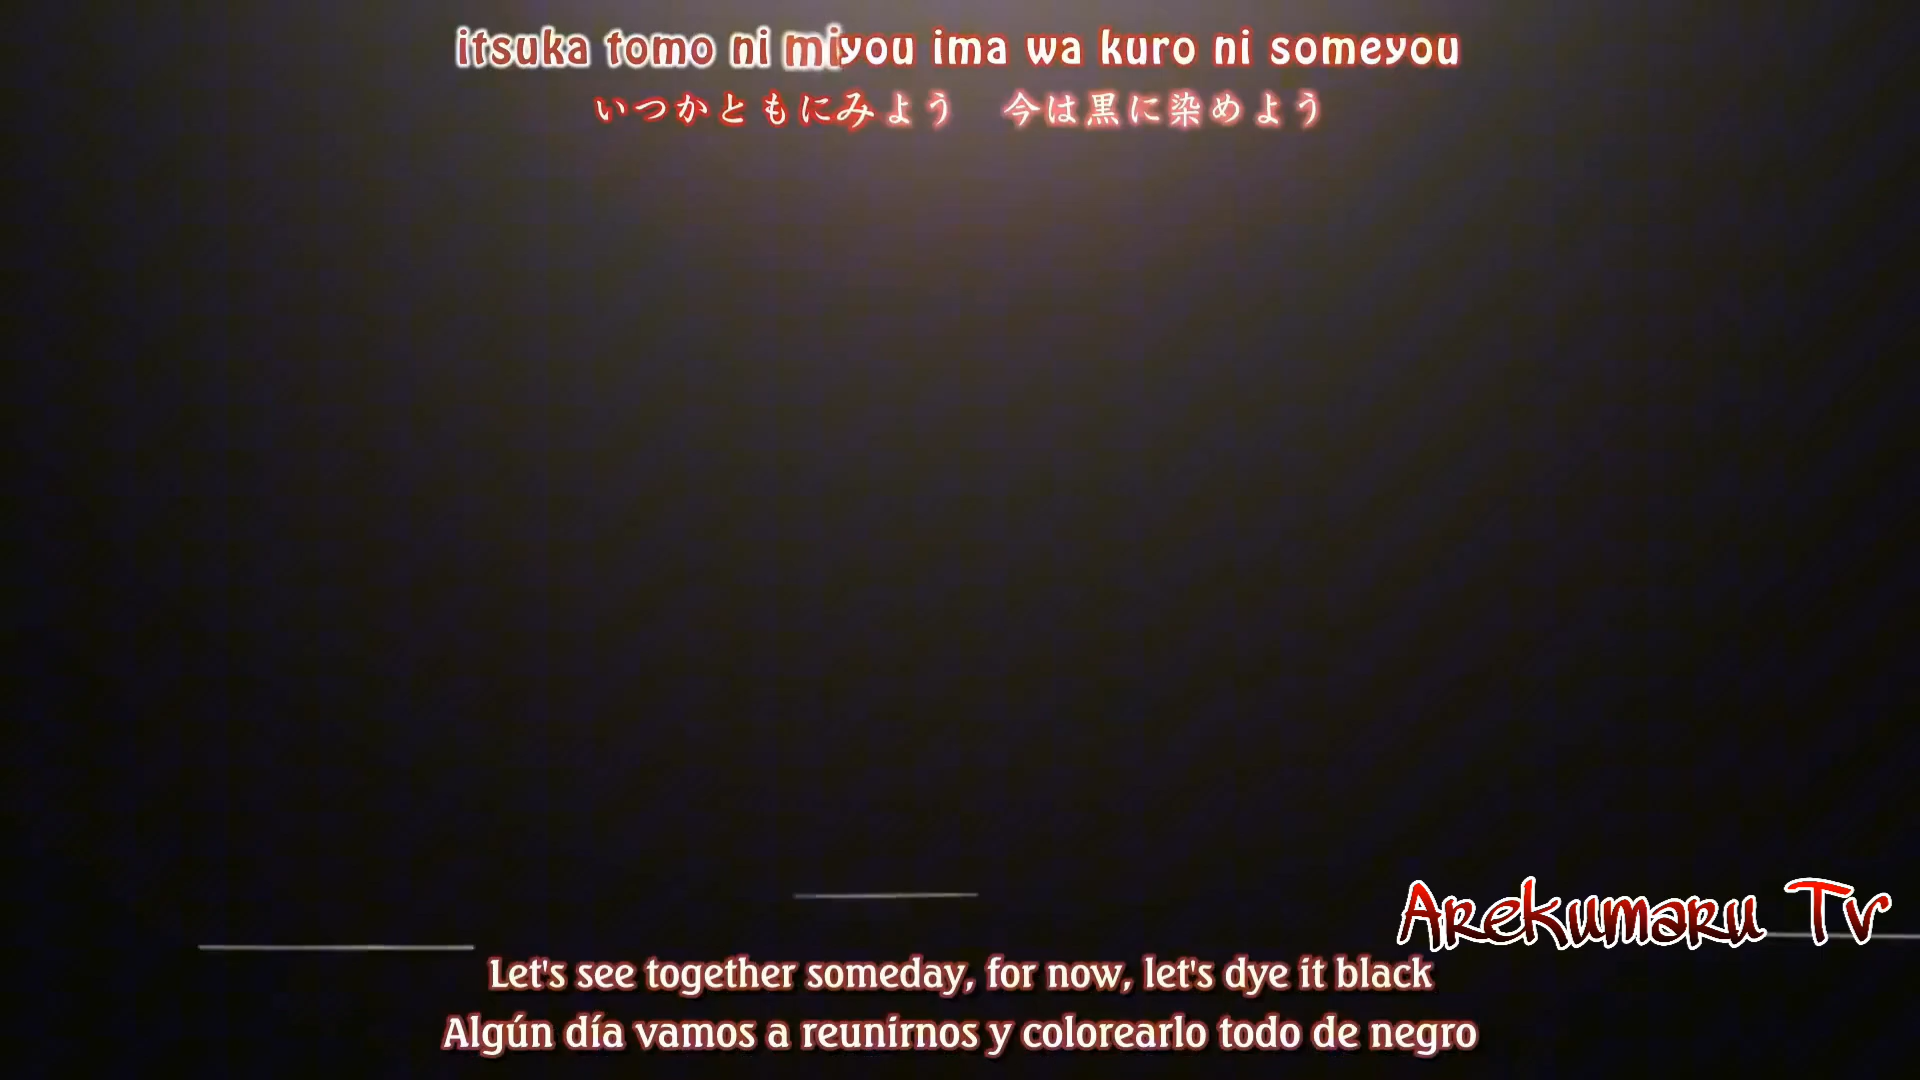 itsuka tomo ni miyou ima wa kuro ni someyou
いつかともにみよう　今は黒に染めよう
Arekumaru Tv
Let's see together someday, for now, let's dye it black
Algún día vamos a reunirnos y colorearlo todo de negro